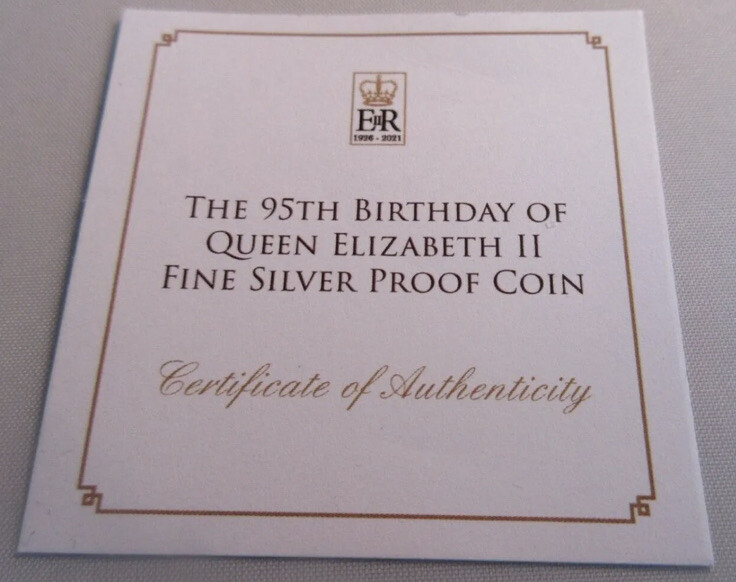 EIIR
1926 - 2021
THE 95TH BIRTHDAY OF
QUEEN ELIZABETH II
FINE SILVER PROOF COIN
Certificate of Authenticity